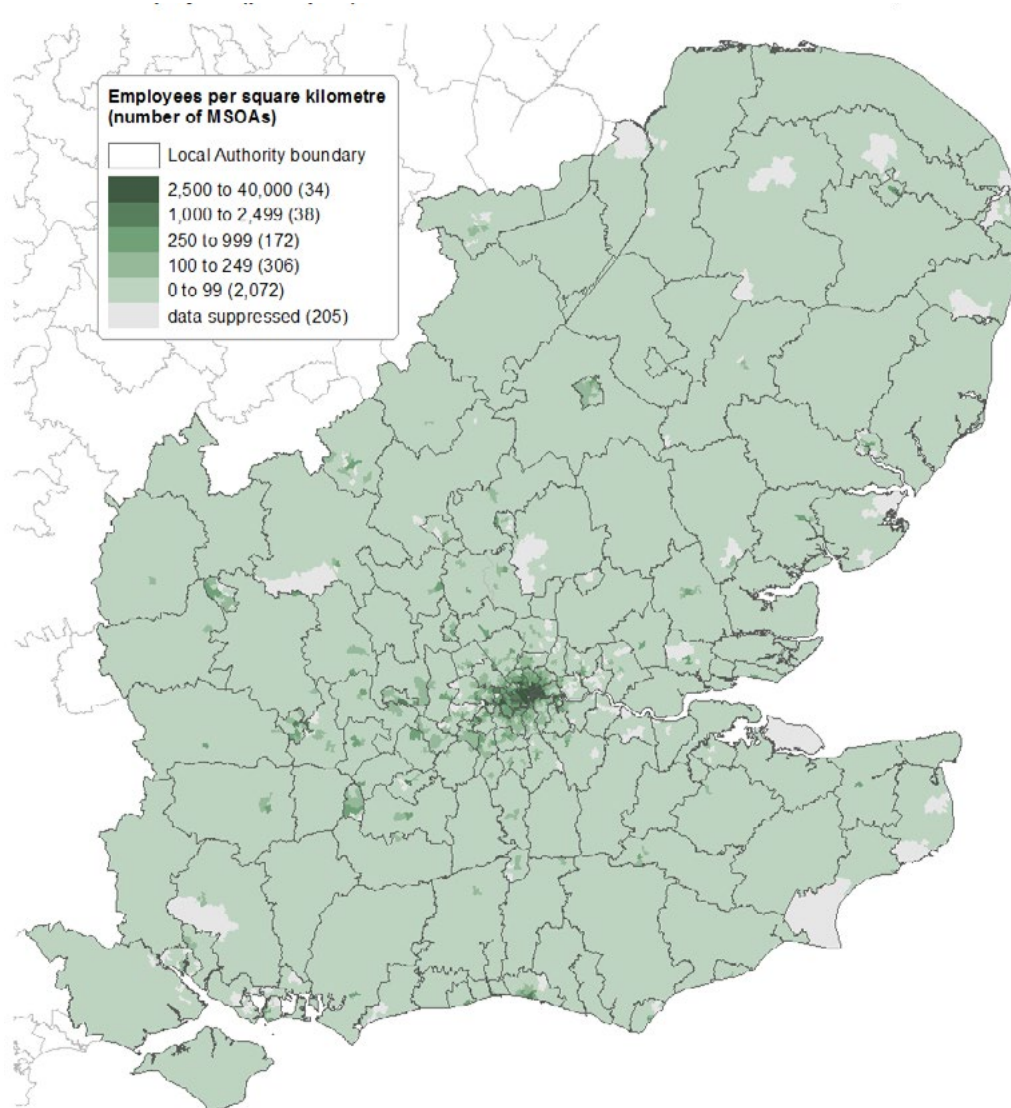 Employees per square kilometre
(number of MSOAs)
Local Authority boundary
2,500 to 40,000 (34)
1,000 to 2,499 (38)
250 to 999 (172)
100 to 249 (306)
0 to 99 (2,072)
data suppressed (205)